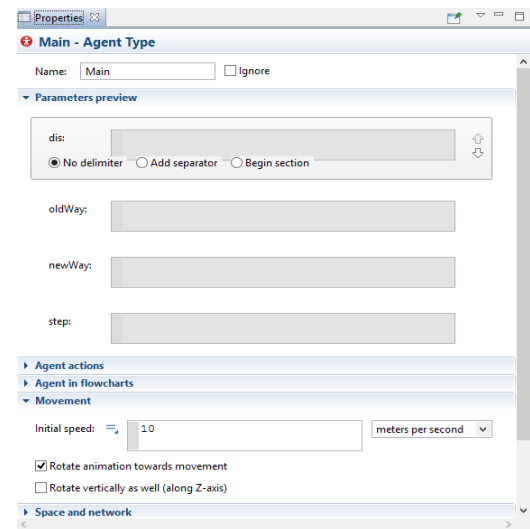 Properties
Main - Agent Type
Name: Main Ignore
Parameters preview
dis:
No delimiter Add separator Begin section
oldWay:
newWay:
step:
Agent actions
Agent in flowcharts
Movement
Initial speed: 10 meters per second
Rotate animation towards movement
Rotate vertically as well (along Z-axis)
Space and network